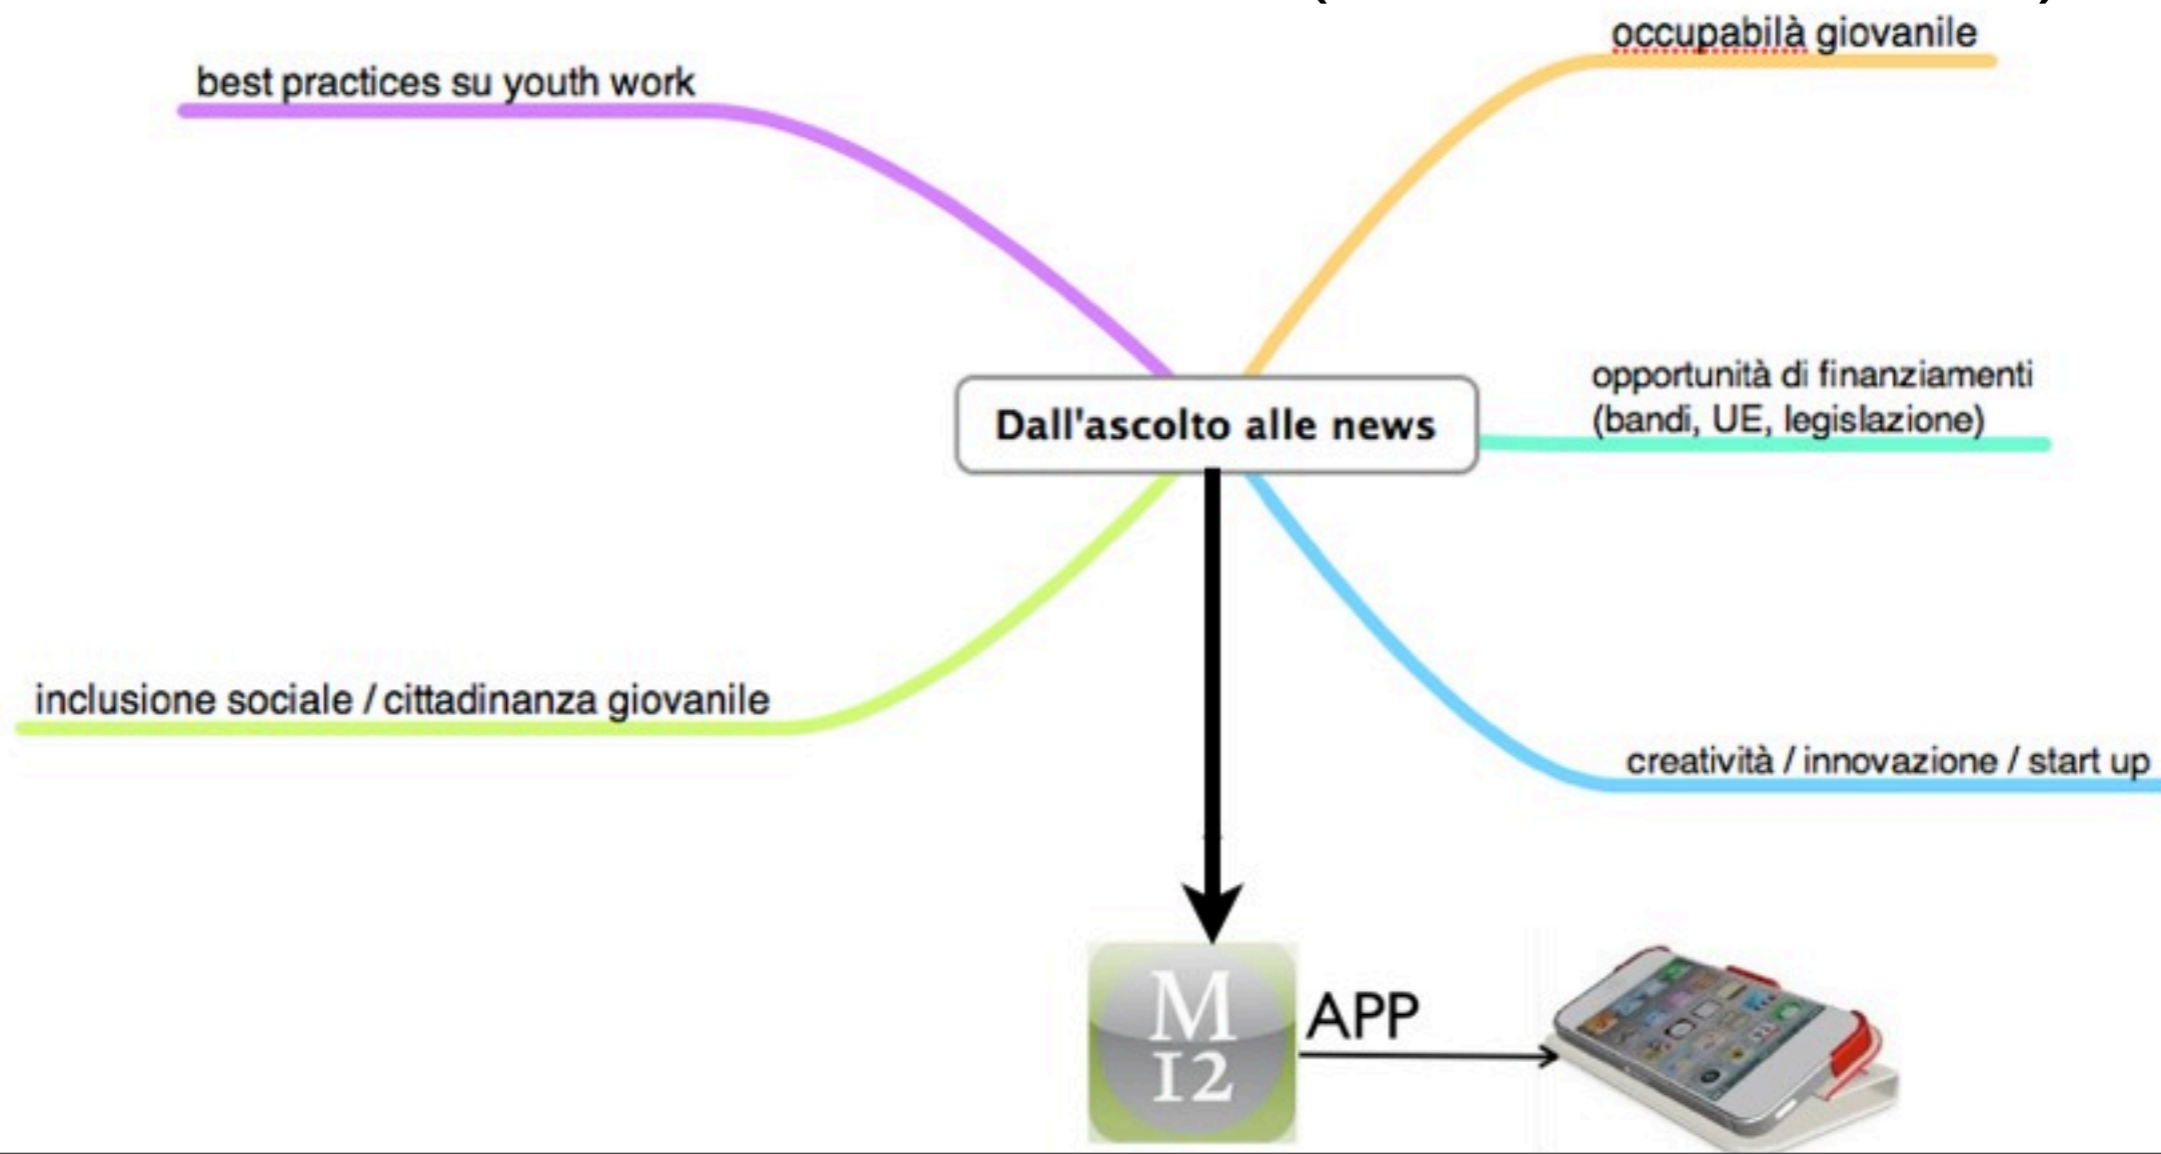 best practices su youth work
occupabilà giovanile
Dall'ascolto alle news
opportunità di finanziamenti
(bandi, UE, legislazione)
inclusione sociale / cittadinanza giovanile
creatività / innovazione / start up
M
12
APP